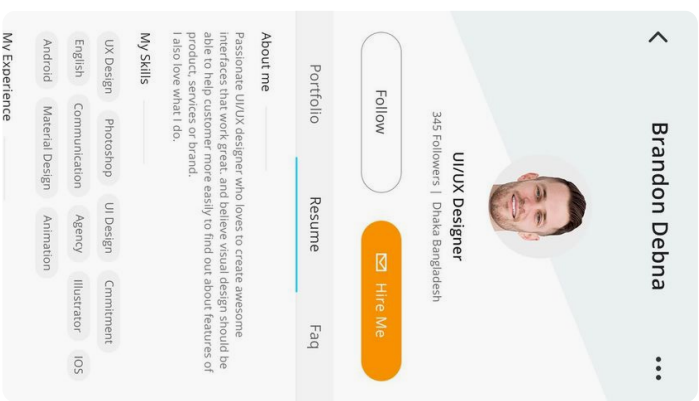 Brandon Debna
UI/UX Designer
345 Followers | Dhaka Bangladesh
Follow
Hire Me
Portfolio
Resume
Faq
About me
Passionate UI/UX designer who loves to create awesome
interfaces that work great. and believe visual design should be
able to help customer more easily to find out about features of
product, services or brand.
I also love what I do.
My Skills
UX Design
Photoshop
UI Design
Cmmitment
English
Communication
Agency
Illustrator
IOS
Android
Material Design
Animation
My Experience